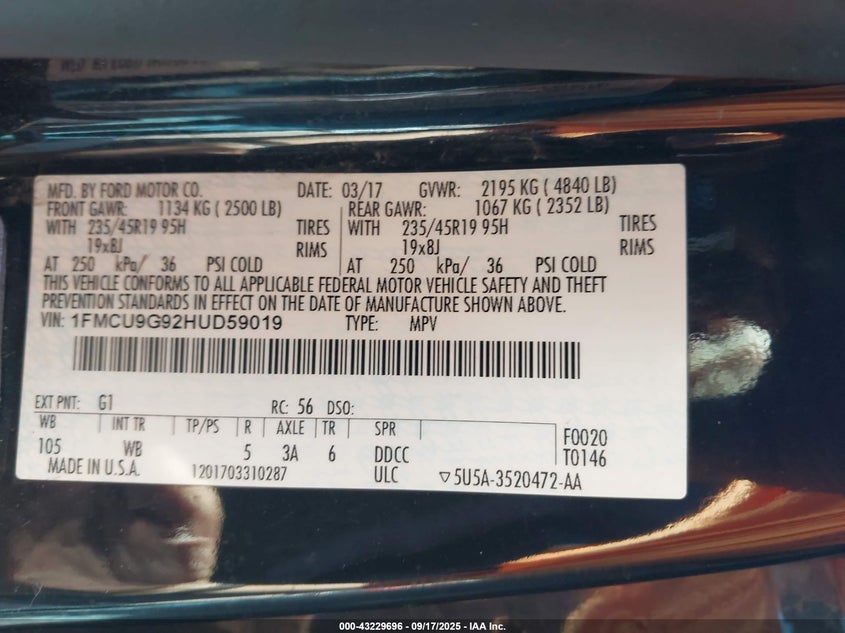 MFD. BY FORD MOTOR CO. DATE: 03/17 GVWR: 2195 KG ( 4840 LB)
FRONT GAWR: 1134 KG ( 2500 LB) REAR GAWR: 1067 KG ( 2352 LB)
WITH 235/45R19 95H TIRES WITH 235/45R19 95H TIRES
19x8J RIMS 19x8J RIMS
AT 250 kPa/ 36 PSI COLD AT 250 kPa/ 36 PSI COLD
THIS VEHICLE CONFORMS TO ALL APPLICABLE FEDERAL MOTOR VEHICLE SAFETY AND THEFT
PREVENTION STANDARDS IN EFFECT ON THE DATE OF MANUFACTURE SHOWN ABOVE.
VIN: 1FMCU9G92HUD59019 TYPE: MPV
EXT PNT: G1 RC: 56 DSO:
WB INT TR TP/PS R AXLE TR SPR
105 WB 5 3A 6 DDCC F0020
T0146
MADE IN U.S.A. 1201703310287 ULC ▽5U5A-3520472-AA
000-43229696 - 09/17/2025 - IAA Inc.